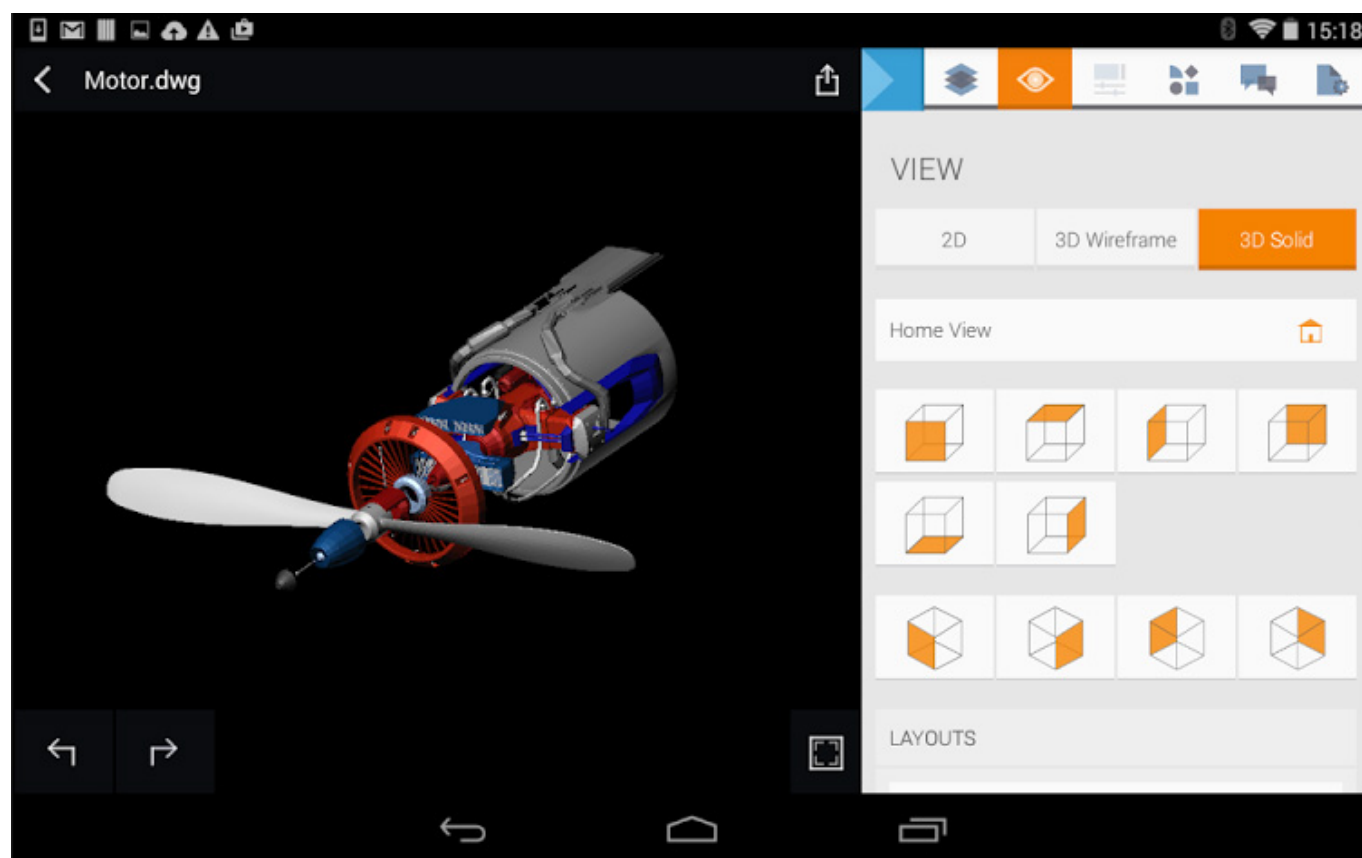 15:18
Motor.dwg
VIEW
2D
3D Wireframe
3D Solid
Home View
LAYOUTS